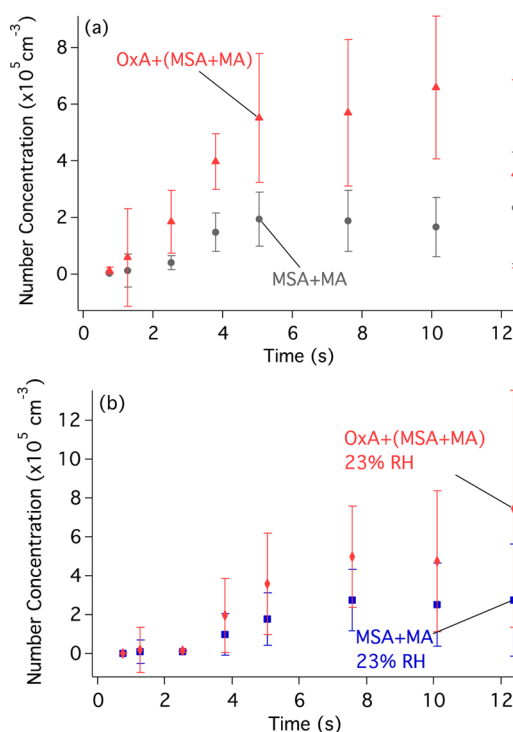 (a)
OxA+(MSA+MA)
MSA+MA
Number Concentration (x10⁵cm⁻³)
8
6
4
2
0
0 2 4 6 8 10 12
Time (s)
(b)
OxA+(MSA+MA)
23% RH
MSA+MA
23% RH
Number Concentration (x10⁵ cm⁻³)
12
10
8
6
4
2
0
0 2 4 6 8 10 12
Time (s)